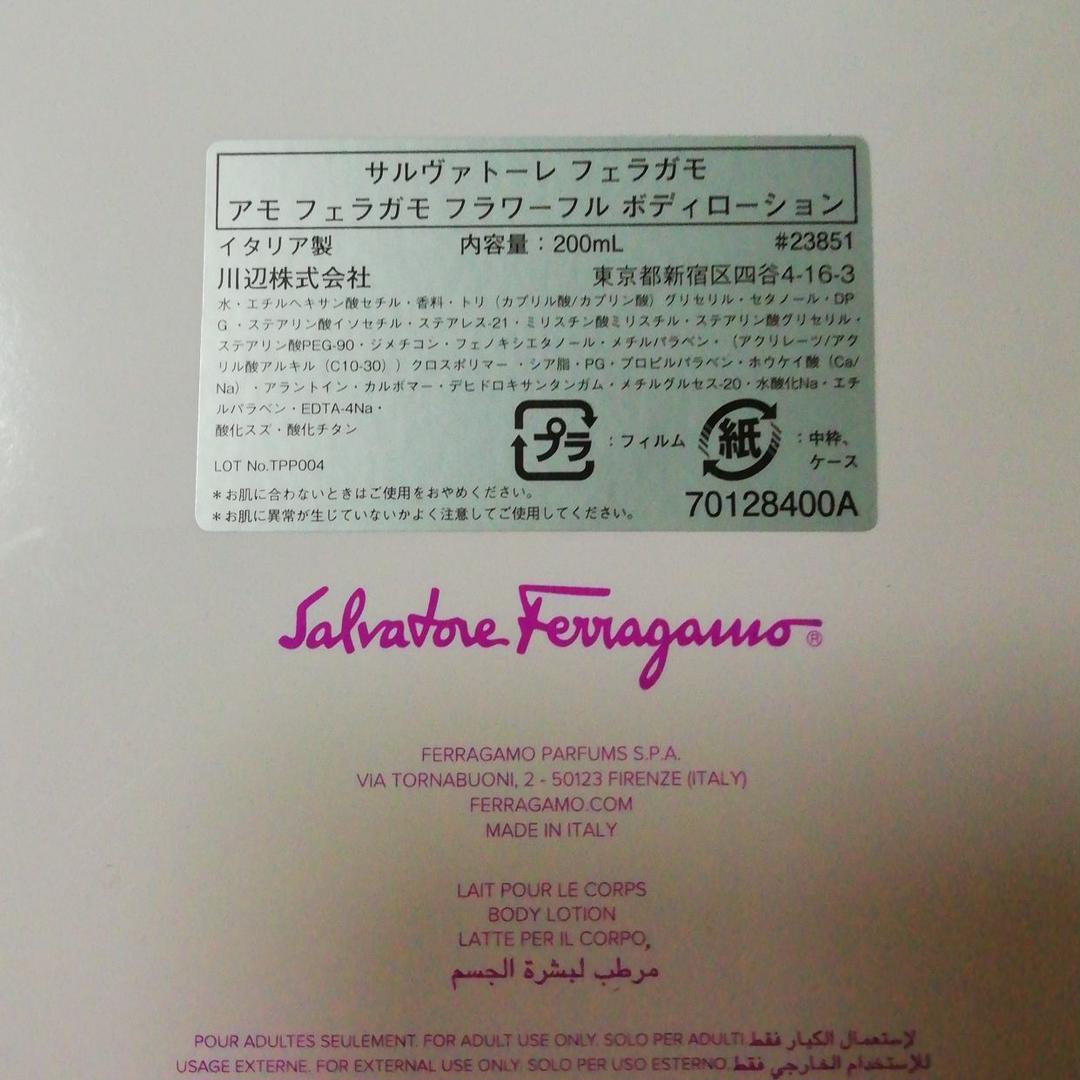 サルヴァトーレ フェラガモ
アモ フェラガモ フラワーフル ボディローション
イタリア製 内容量：200mL #23851
川辺株式会社 東京都新宿区四谷4-16-3
水・エチルヘキサン酸セチル・香料・トリ（カプリル酸/カプリン酸）グリセリル・セタノール・DP
G・ステアリン酸イソセチル・ステアレス-21・ミリスチン酸ミリスチル・ステアリン酸グリセリル・
ステアリン酸PEG-90・ジメチコン・フェノキシエタノール・メチルパラベン・（アクリレーツ/アク
リル酸アルキル（C10-30））クロスポリマー・シア脂・PG・プロピルパラベン・ホウケイ酸（Ca/
Na）・アラントイン・カルボマー・デヒドロキサンタンガム・メチルグルセス-20・水酸化Na・エチ
ルパラベン・EDTA-4Na・
酸化スズ・酸化チタン
プラ：フィルム 紙：中枠、
ケース
LOT No.TPP004
＊お肌に合わないときはご使用をおやめください。
＊お肌に異常が生じていないかよく注意してご使用してください。
70128400A
Salvatore Ferragamo®
FERRAGAMO PARFUMS S.P.A.
VIA TORNABUONI, 2 - 50123 FIRENZE (ITALY)
FERRAGAMO.COM
MADE IN ITALY
LAIT POUR LE CORPS
BODY LOTION
LATTE PER IL CORPO,
مرطب لبشرة الجسم
POUR ADULTES SEULEMENT. FOR ADULT USE ONLY. SOLO PER ADULTI. لإستعمال الكبار فقط
USAGE EXTERNE. FOR EXTERNAL USE ONLY. SOLO PER USO ESTERNO. للإستخدام الخارجي فقط